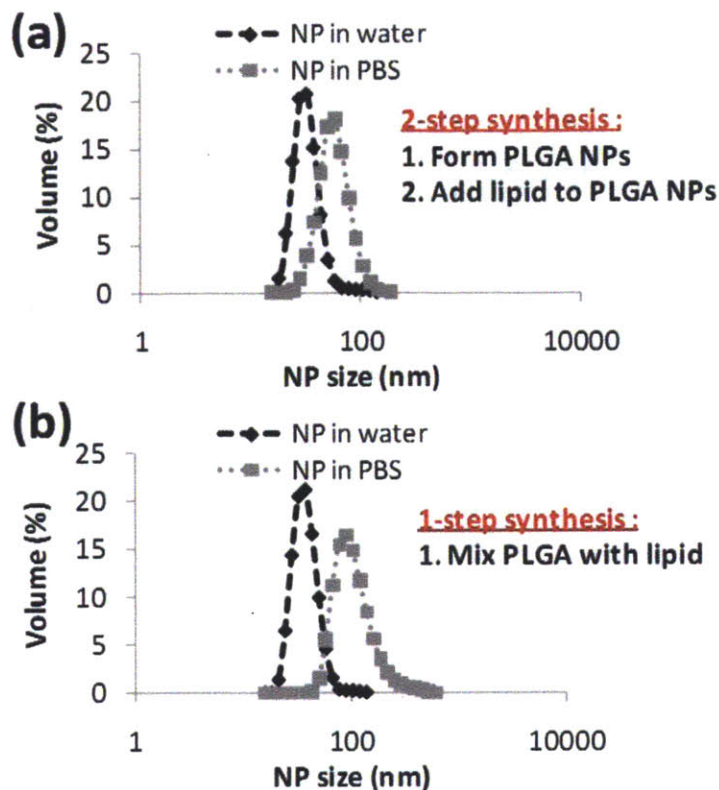 (a)
NP in water
NP in PBS
25
20
15
10
5
0
Volume (%)
2-step synthesis :
1. Form PLGA NPs
2. Add lipid to PLGA NPs
1
100
10000
NP size (nm)
(b)
NP in water
NP in PBS
25
20
15
10
5
0
Volume (%)
1-step synthesis :
1. Mix PLGA with lipid
1
100
10000
NP size (nm)